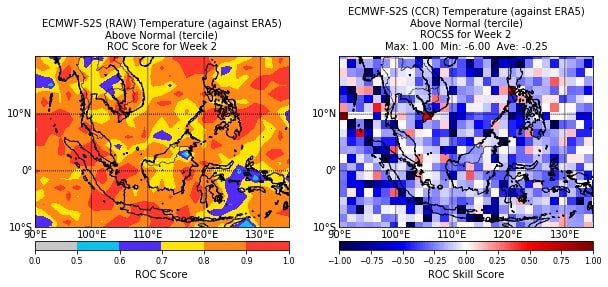 ECMWF-S2S (RAW) Temperature (against ERA5)
Above Normal (tercile)
ROC Score for Week 2
10°N
0°
10°S
90°E 100°E 110°E 120°E 130°E
0.0 0.5 0.6 0.7 0.8 0.9 1.0
ROC Score
ECMWF-S2S (CCR) Temperature (against ERA5)
Above Normal (tercile)
ROCSS for Week 2
Max: 1.00 Min: -6.00 Ave: -0.25
10°N
0°
10°S
90°E 100°E 110°E 120°E 130°E
−1.00 −0.75 −0.50 −0.25 0.00 0.25 0.50 0.75 1.00
ROC Skill Score